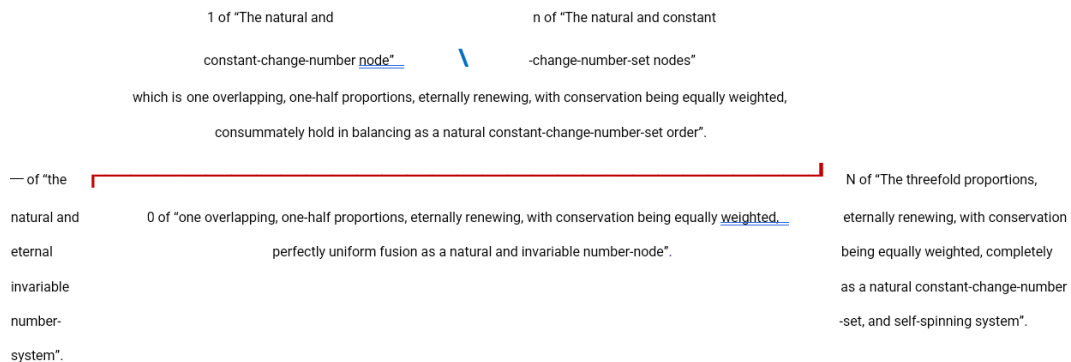 1 of “The natural and
constant-change-number node”
\
n of “The natural and constant
-change-number-set nodes”
which is one overlapping, one-half proportions, eternally renewing, with conservation being equally weighted,
consummately hold in balancing as a natural constant-change-number-set order”.
— of “the
natural and
eternal
invariable
number-
system”.
0 of “one overlapping, one-half proportions, eternally renewing, with conservation being equally weighted,
perfectly uniform fusion as a natural and invariable number-node”.
N of “The threefold proportions,
eternally renewing, with conservation
being equally weighted, completely
as a natural constant-change-number
-set, and self-spinning system”.